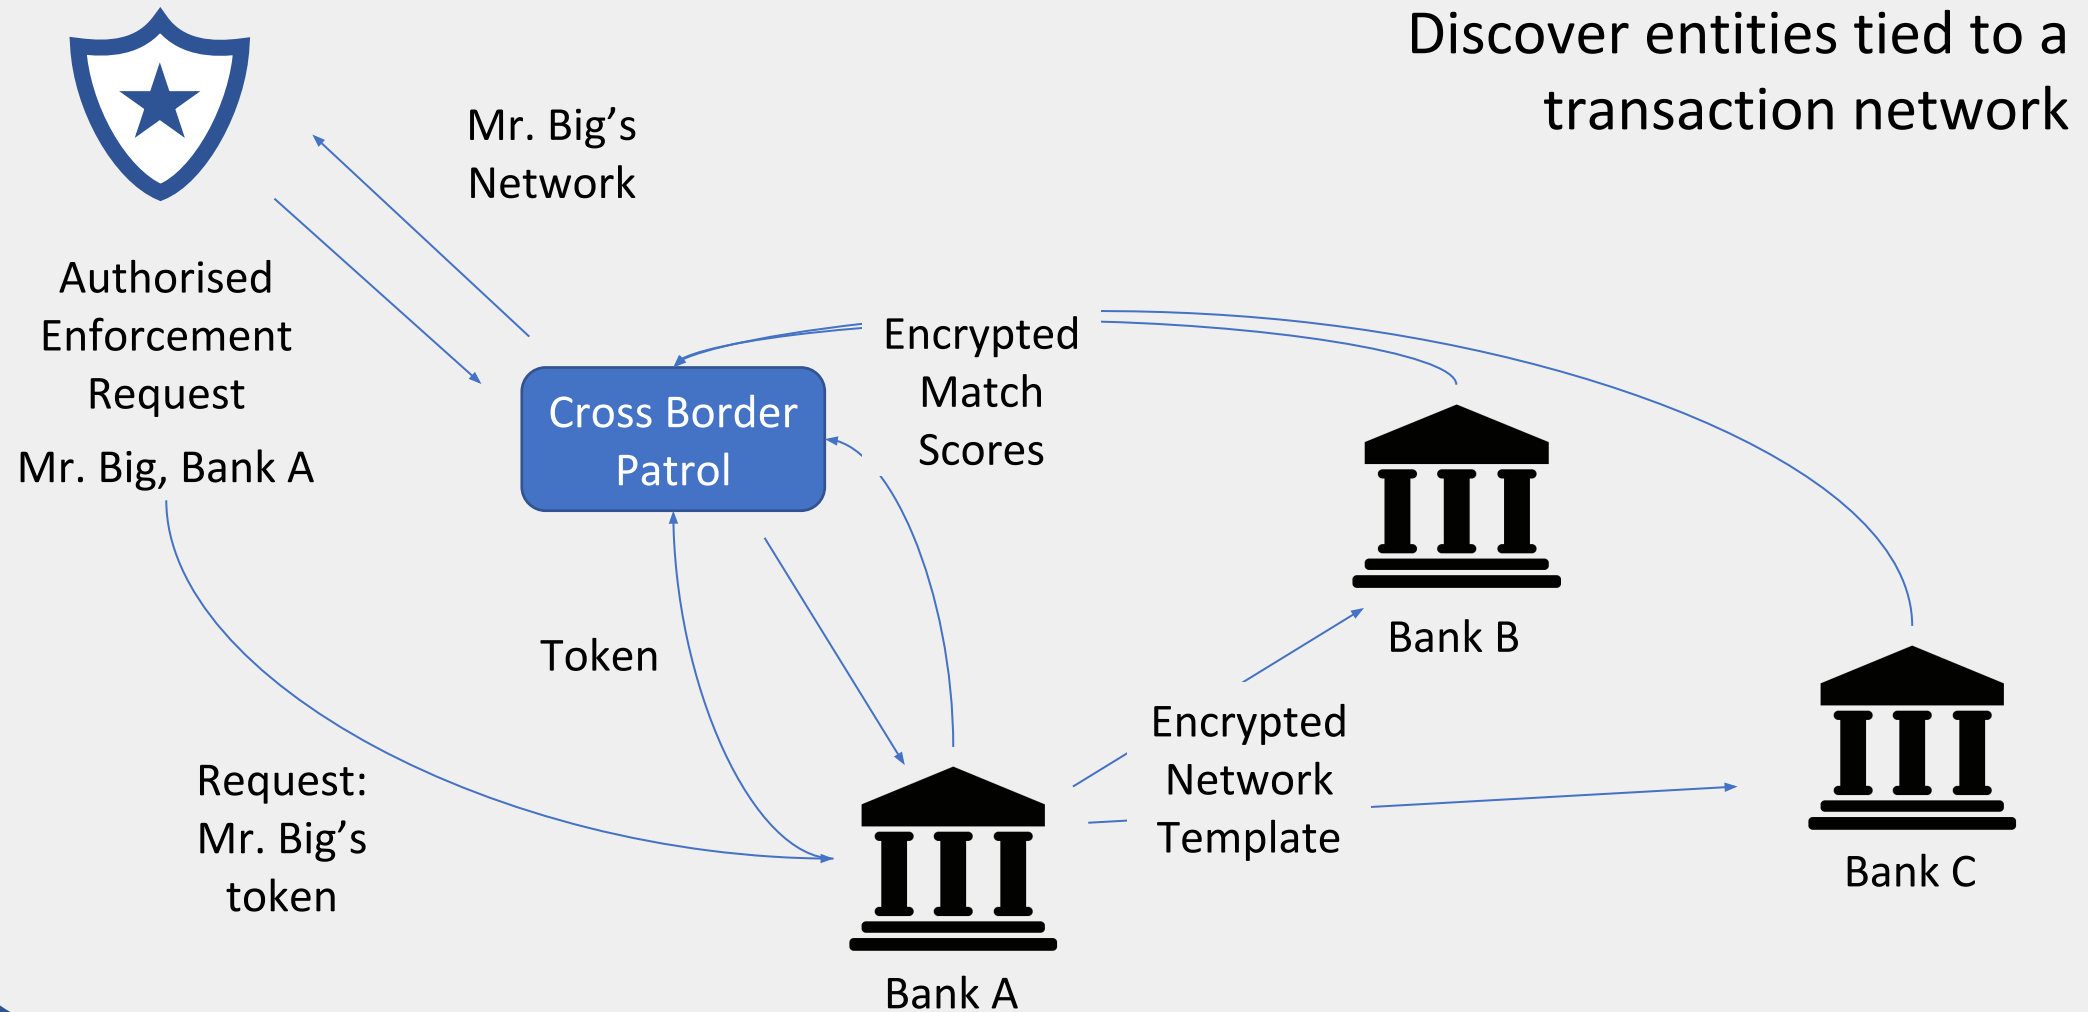 Discover entities tied to a
transaction network
Mr. Big’s
Network
Authorised
Enforcement
Request
Mr. Big, Bank A
Cross Border
Patrol
Encrypted
Match
Scores
Bank B
Token
Encrypted
Network
Template
Request:
Mr. Big’s
token
Bank C
Bank A